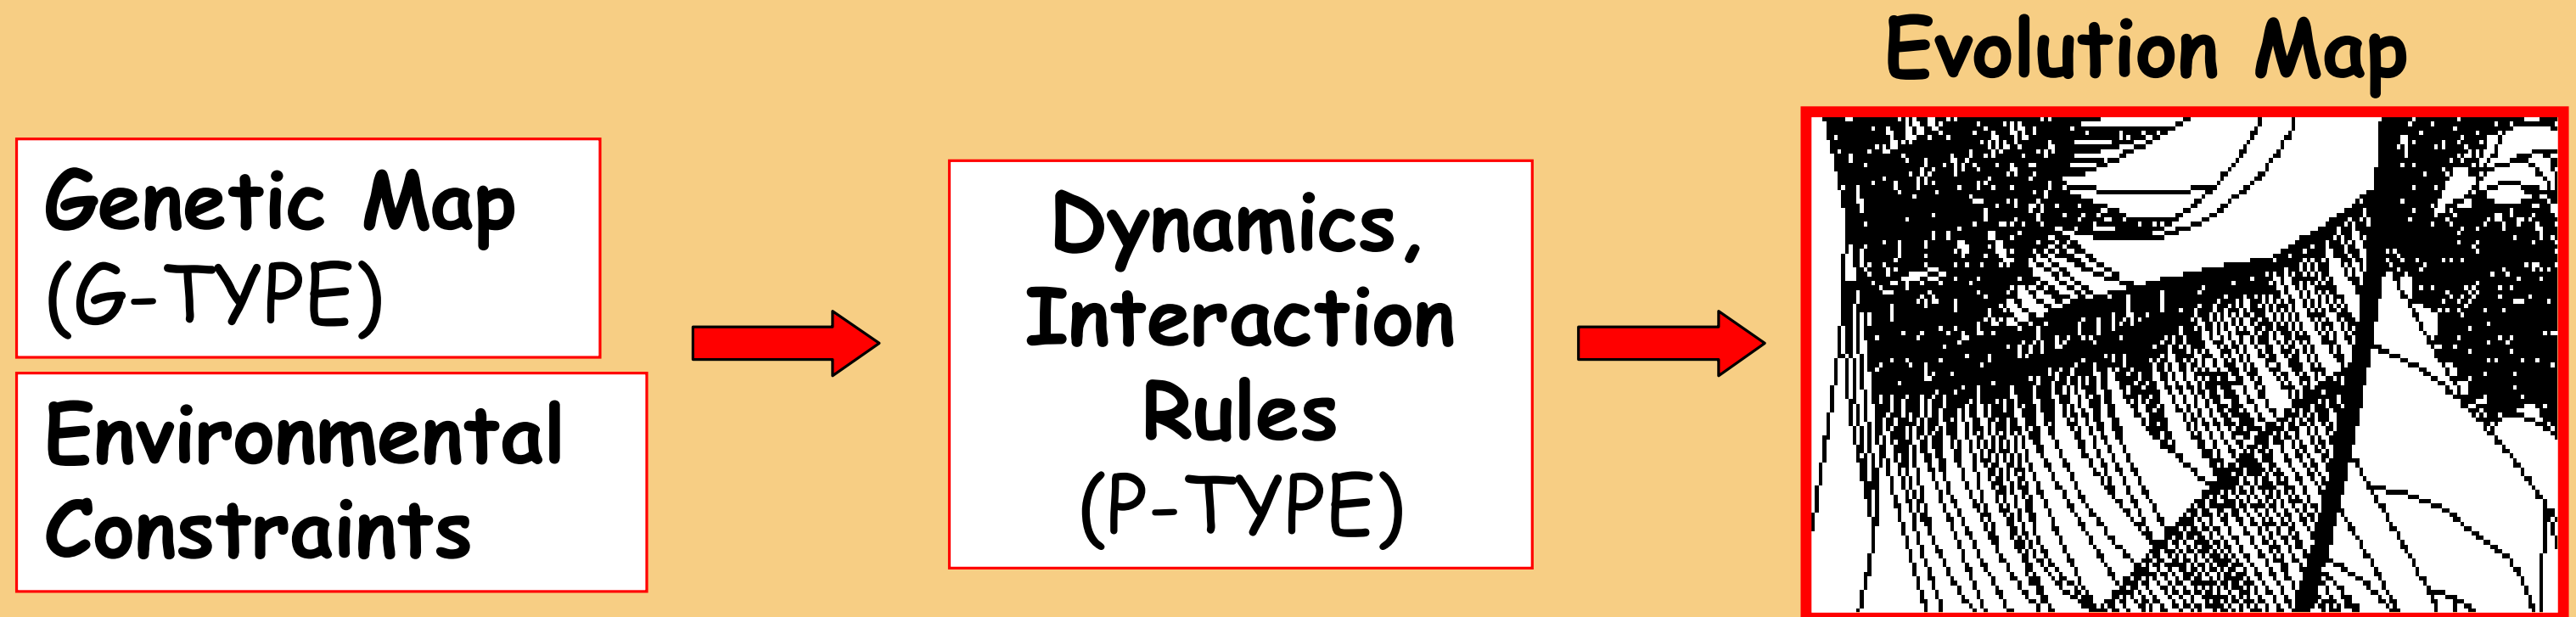 Evolution Map
Genetic Map
(G-TYPE)
Environmental
Constraints
Dynamics,
Interaction
Rules
(P-TYPE)